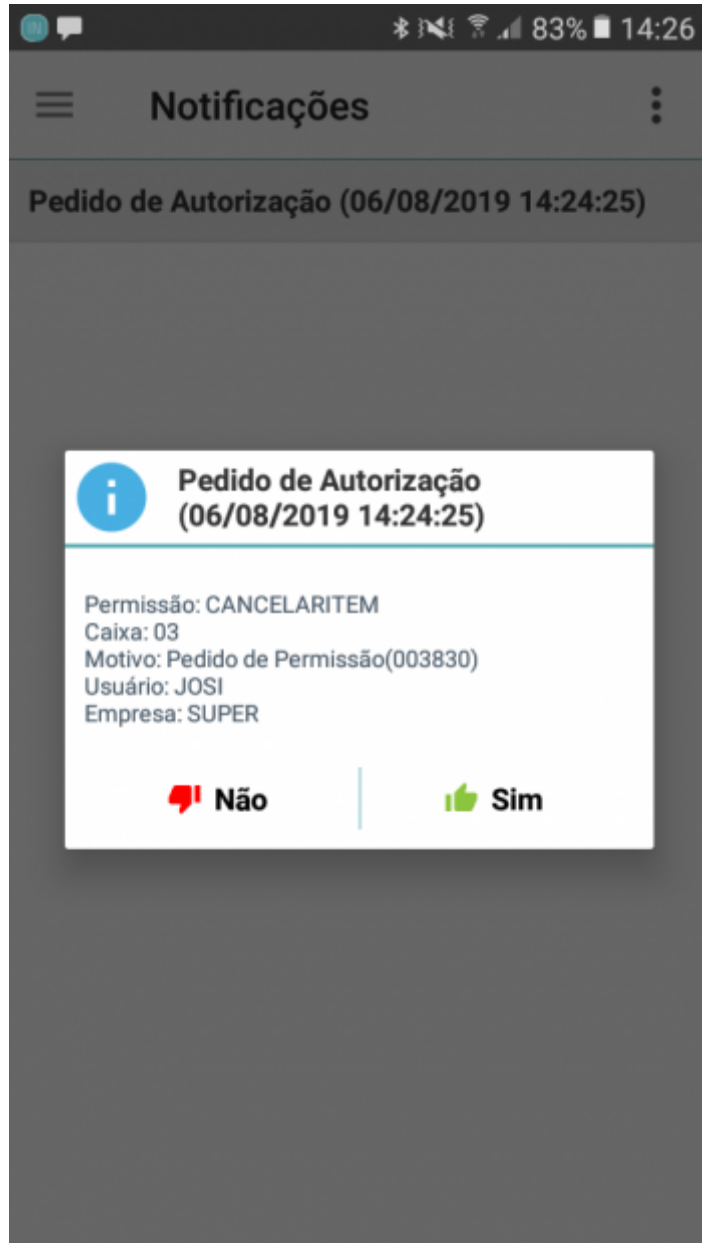 IN
83% 14:26
Notificações
Pedido de Autorização (06/08/2019 14:24:25)
Pedido de Autorização
(06/08/2019 14:24:25)
Permissão: CANCELARITEM
Caixa: 03
Motivo: Pedido de Permissão(003830)
Usuário: JOSI
Empresa: SUPER
Não
Sim